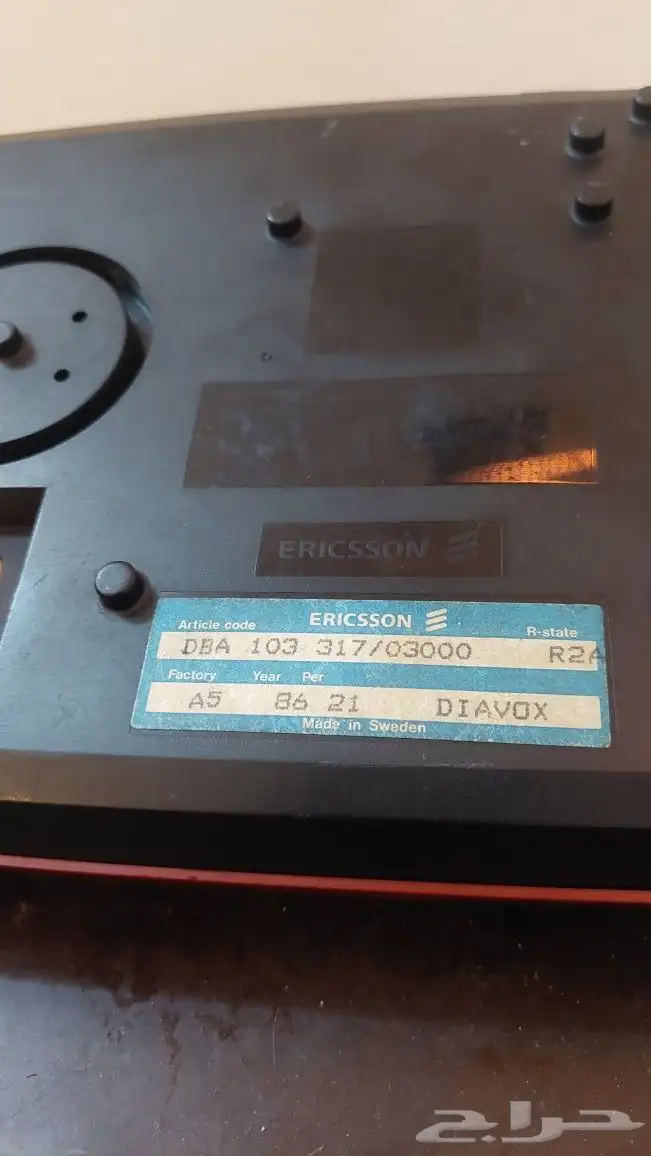 ERICSSON
Article code ERICSSON R-state
DBA 103 317/03000 R2A
Factory Year Per
A5 86 21 DIAVOX
Made in Sweden
حراج